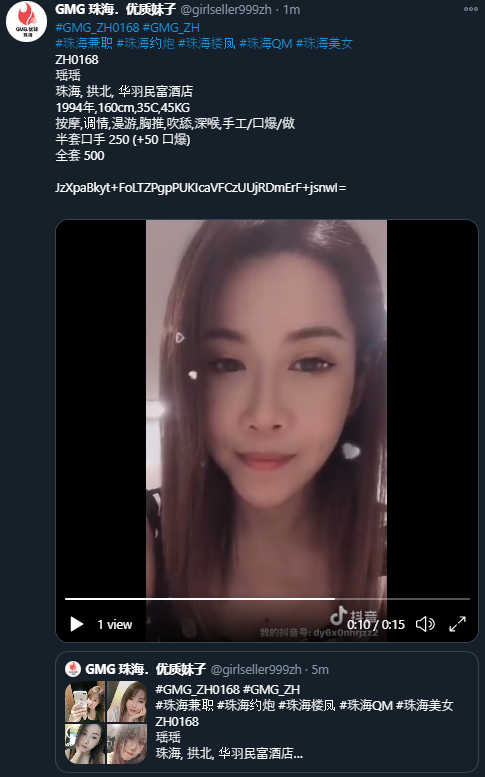 GMG 珠海．优质妹子 @girlseller999zh · 1m
#GMG_ZH0168 #GMG_ZH
#珠海兼职 #珠海约炮 #珠海楼凤 #珠海QM #珠海美女
ZH0168
瑶瑶
珠海, 拱北, 华羽民富酒店
1994年,160cm,35C,45KG
按摩,调情,漫游,胸推,吹舔,深喉,手工/口爆/做
半套口手 250 (+50 口爆)
全套 500
JzXpaBkyt+FoLTZPgpPUKIcaVFCzUUjRDmErF+jsnwI=
抖音
我的抖音号: dy6x0nhrjzz2
1 view
0:10 / 0:15
GMG 珠海．优质妹子 @girlseller999zh · 5m
#GMG_ZH0168 #GMG_ZH
#珠海兼职 #珠海约炮 #珠海楼凤 #珠海QM #珠海美女
ZH0168
瑶瑶
珠海, 拱北, 华羽民富酒店...